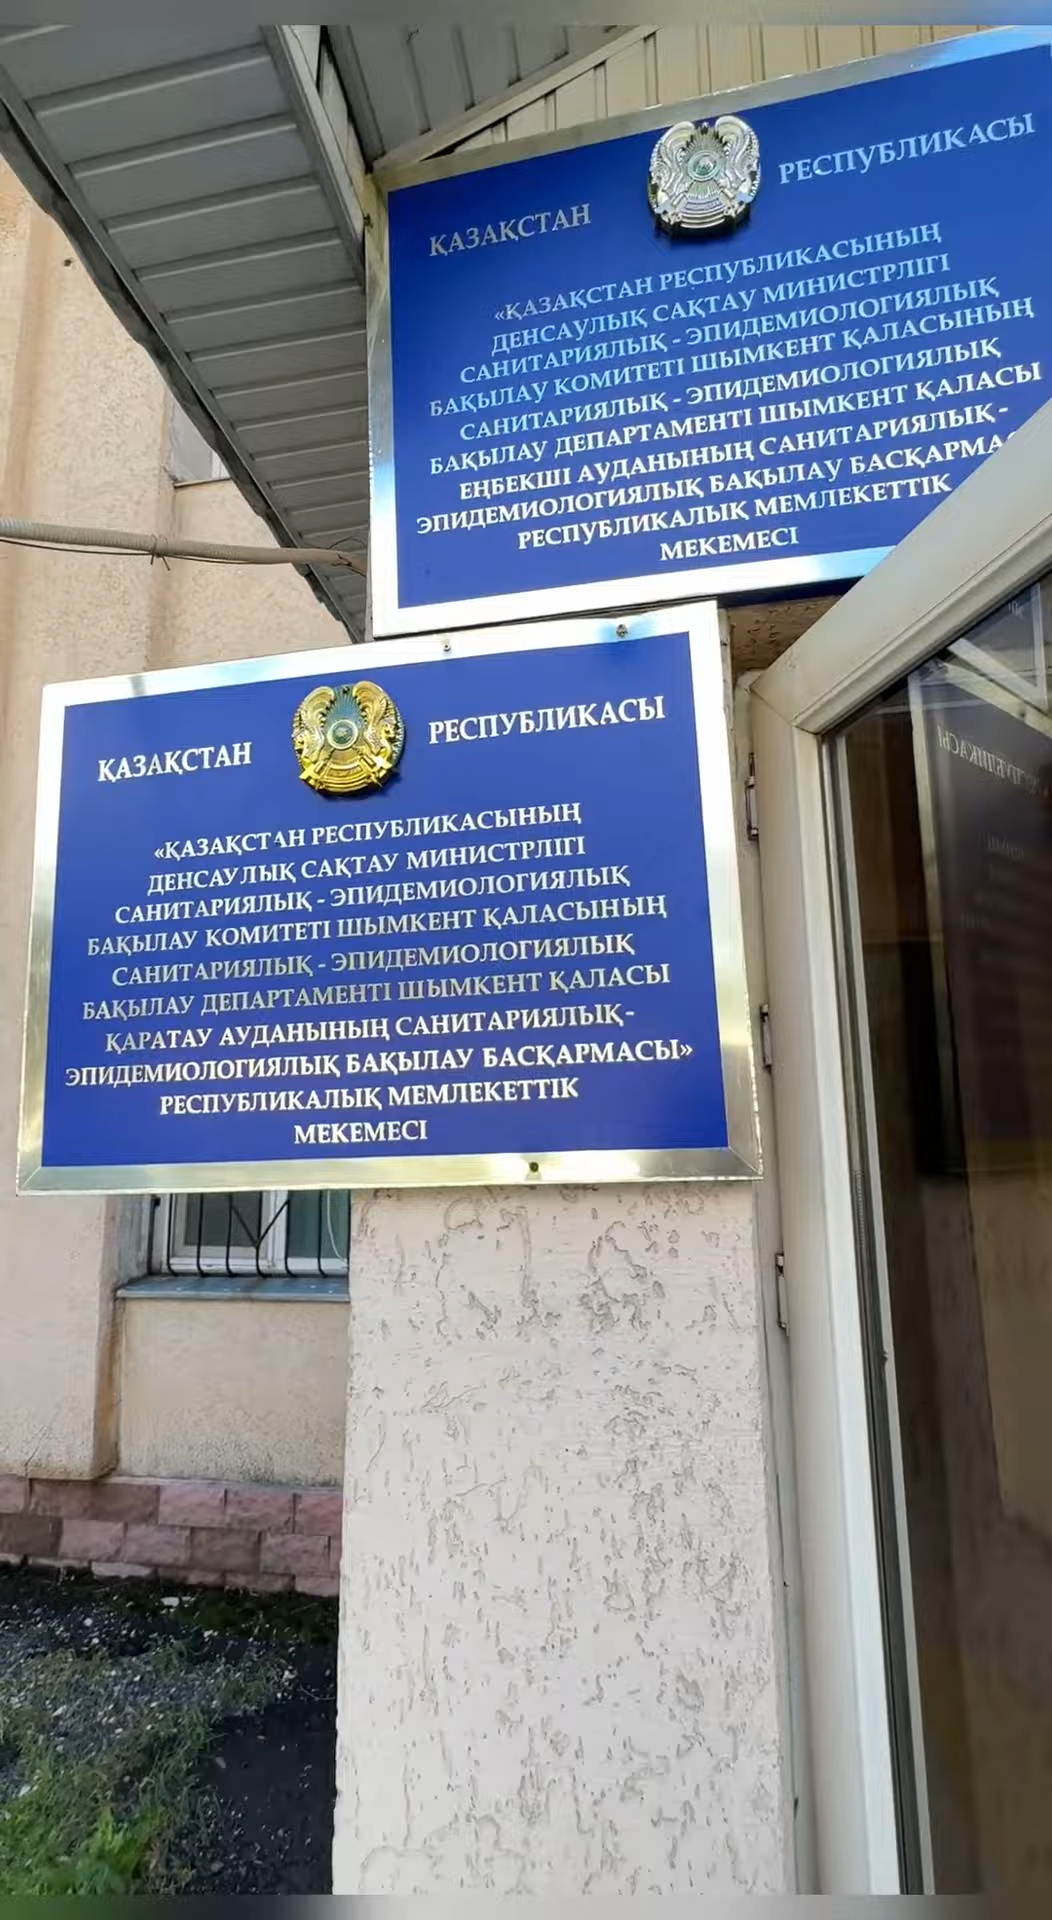 ҚАЗАҚСТАН РЕСПУБЛИКАСЫ
«ҚАЗАҚСТАН РЕСПУБЛИКАСЫНЫҢ
ДЕНСАУЛЫҚ САҚТАУ МИНИСТРЛІГІ
САНИТАРИЯЛЫҚ - ЭПИДЕМИОЛОГИЯЛЫҚ
БАҚЫЛАУ КОМИТЕТІ ШЫМКЕНТ ҚАЛАСЫНЫҢ
САНИТАРИЯЛЫҚ - ЭПИДЕМИОЛОГИЯЛЫҚ
БАҚЫЛАУ ДЕПАРТАМЕНТІ ШЫМКЕНТ ҚАЛАСЫ
ЕҢБЕКШІ АУДАНЫНЫҢ САНИТАРИЯЛЫҚ -
ЭПИДЕМИОЛОГИЯЛЫҚ БАҚЫЛАУ
РЕСПУБЛИКАЛЫҚ МЕМЛЕКЕТТІК
МЕКЕМЕСІ
ҚАЗАҚСТАН РЕСПУБЛИКАСЫ
«ҚАЗАҚСТАН РЕСПУБЛИКАСЫНЫҢ
ДЕНСАУЛЫҚ САҚТАУ МИНИСТРЛІГІ
САНИТАРИЯЛЫҚ - ЭПИДЕМИОЛОГИЯЛЫҚ
БАҚЫЛАУ КОМИТЕТІ ШЫМКЕНТ ҚАЛАСЫНЫҢ
САНИТАРИЯЛЫҚ - ЭПИДЕМИОЛОГИЯЛЫҚ
БАҚЫЛАУ ДЕПАРТАМЕНТІ ШЫМКЕНТ ҚАЛАСЫ
ҚАРАТАУ АУДАНЫНЫҢ САНИТАРИЯЛЫҚ -
ЭПИДЕМИОЛОГИЯЛЫҚ БАҚЫЛАУ БАСҚАРМАСЫ»
РЕСПУБЛИКАЛЫҚ МЕМЛЕКЕТТІК
МЕКЕМЕСІ